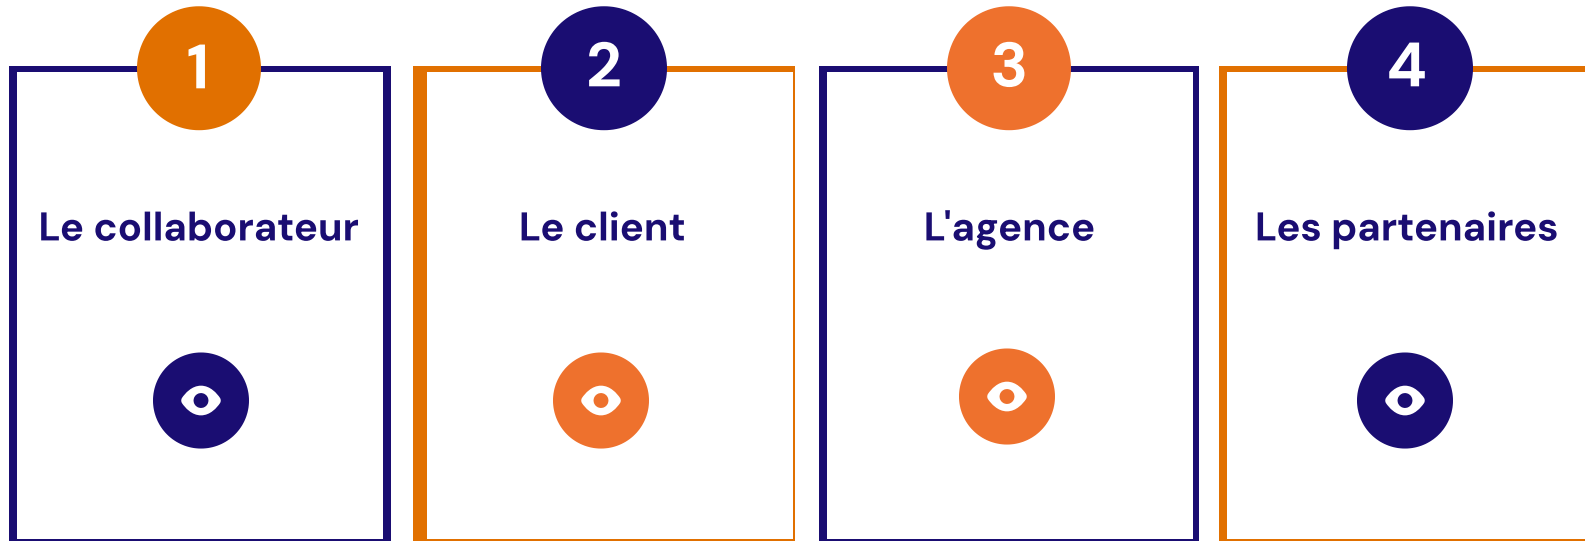 1
2
3
4
Le collaborateur
Le client
L'agence
Les partenaires